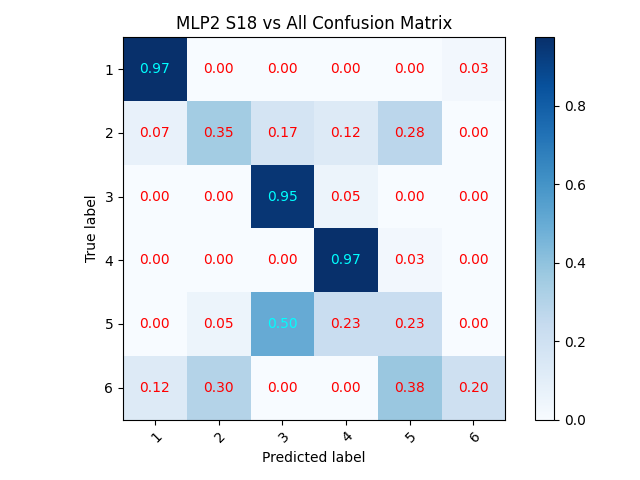 MLP2 S18 vs All Confusion Matrix
1 0.97 0.00 0.00 0.00 0.00 0.03
2 0.07 0.35 0.17 0.12 0.28 0.00
3 0.00 0.00 0.95 0.05 0.00 0.00
4 0.00 0.00 0.00 0.97 0.03 0.00
5 0.00 0.05 0.50 0.23 0.23 0.00
6 0.12 0.30 0.00 0.00 0.38 0.20
1 2 3 4 5 6
True label
Predicted label
0.8
0.6
0.4
0.2
0.0